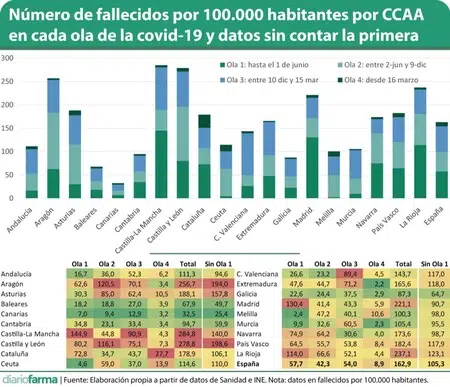 Número de fallecidos por 100.000 habitantes por CCAA
en cada ola de la covid-19 y datos sin contar la primera
300
Ola 1: hasta el 1 de junio
Ola 2: entre 2-jun y 9-dic
Ola 3: entre 10 dic y 15 mar
Ola 4: desde 16 marzo
250
200
150
100
50
0
Andalucía
Aragón
Asturias
Baleares
Canarias
Cantabria
Castilla-La Mancha
Castilla y León
Cataluña
Ceuta
C. Valenciana
Extremadura
Galicia
Madrid
Melilla
Murcia
Navarra
País Vasco
La Rioja
España
Ola 1 Ola 2 Ola 3 Ola 4 Total Sin Ola 1
Andalucía 16,7 36,0 52,3 6,2 111,3 94,6
Aragón 62,6 120,5 70,1 3,4 256,7 194,0
Asturias 30,3 85,0 62,4 10,5 188,1 157,8
Baleares 18,2 18,8 27,0 3,9 67,9 49,7
Canarias 7,0 9,4 12,9 3,2 32,5 25,4
Cantabria 34,8 23,1 33,4 3,4 94,7 59,9
Castilla-La Mancha 144,9 44,8 90,9 4,3 284,8 140,0
Castilla y León 80,2 116,1 75,1 7,3 278,8 198,6
Cataluña 72,8 34,7 43,7 27,7 178,9 106,1
Ceuta 4,6 59,0 37,0 13,9 114,6 110,0
Ola 1 Ola 2 Ola 3 Ola 4 Total Sin Ola 1
C. Valenciana 26,6 23,2 89,4 4,5 143,7 117,0
Extremadura 47,6 44,7 71,2 2,2 165,6 118,0
Galicia 22,6 24,4 37,5 2,9 87,3 64,7
Madrid 130,4 41,4 43,3 5,9 221,1 90,7
Melilla 2,4 47,2 40,1 10,6 100,3 98,0
Murcia 9,9 32,6 60,6 2,3 105,4 95,5
Navarra 74,9 64,2 30,6 4,0 173,6 98,7
País Vasco 64,5 55,7 52,2 9,8 182,2 117,7
La Rioja 114,0 66,6 52,1 4,4 237,1 123,1
España 57,7 42,3 54,0 8,9 162,9 105,3
diariofarma | Fuente: Elaboración propia a partir de datos de Sanidad e INE. Nota: datos en fallecidos por 100.000 habitantes.